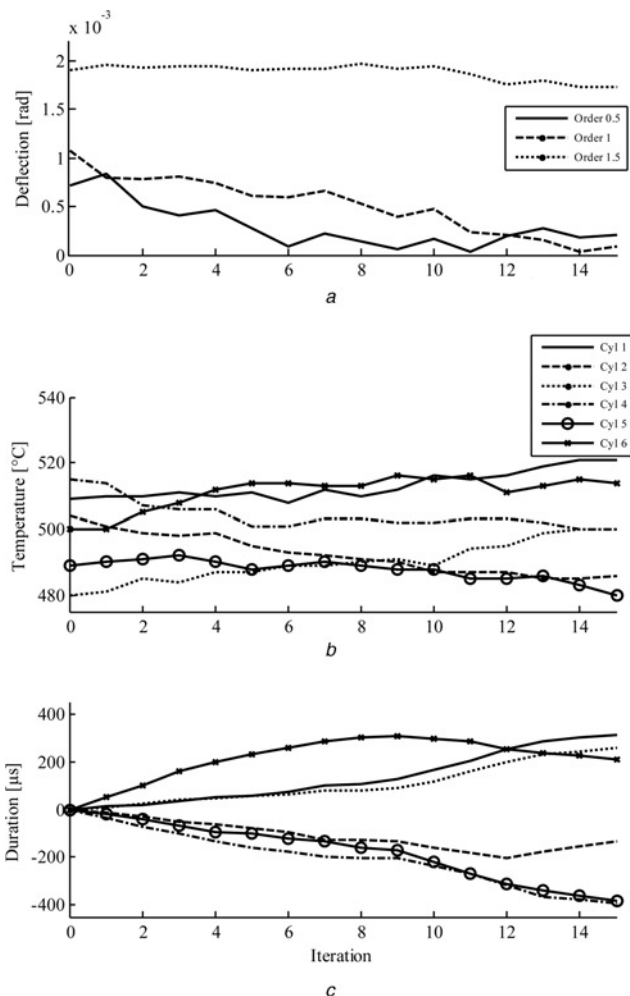 x 10⁻³
Deflection [rad]
2
1.5
1
0.5
0
Order 0.5
Order 1
Order 1.5
0 2 4 6 8 10 12 14
a
Temperature [°C]
540
520
500
480
Cyl 1
Cyl 2
Cyl 3
Cyl 4
Cyl 5
Cyl 6
0 2 4 6 8 10 12 14
b
Duration [µs]
400
200
0
-200
-400
0 2 4 6 8 10 12 14
Iteration
c